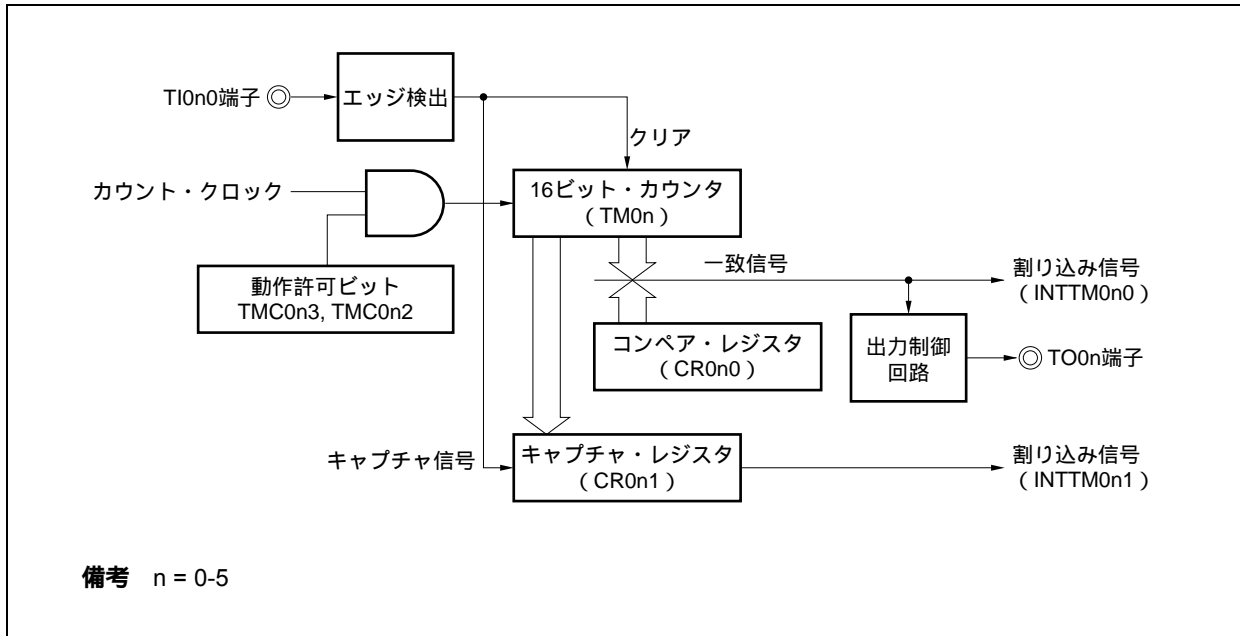 TI0n0端子
エッジ検出
クリア
カウント・クロック
16ビット・カウンタ
（TM0n）
動作許可ビット
TMC0n3, TMC0n2
一致信号
割り込み信号
（INTTM0n0）
コンペア・レジスタ
（CR0n0）
出力制御
回路
TO0n端子
キャプチャ信号
キャプチャ・レジスタ
（CR0n1）
割り込み信号
（INTTM0n1）
備考 n = 0-5